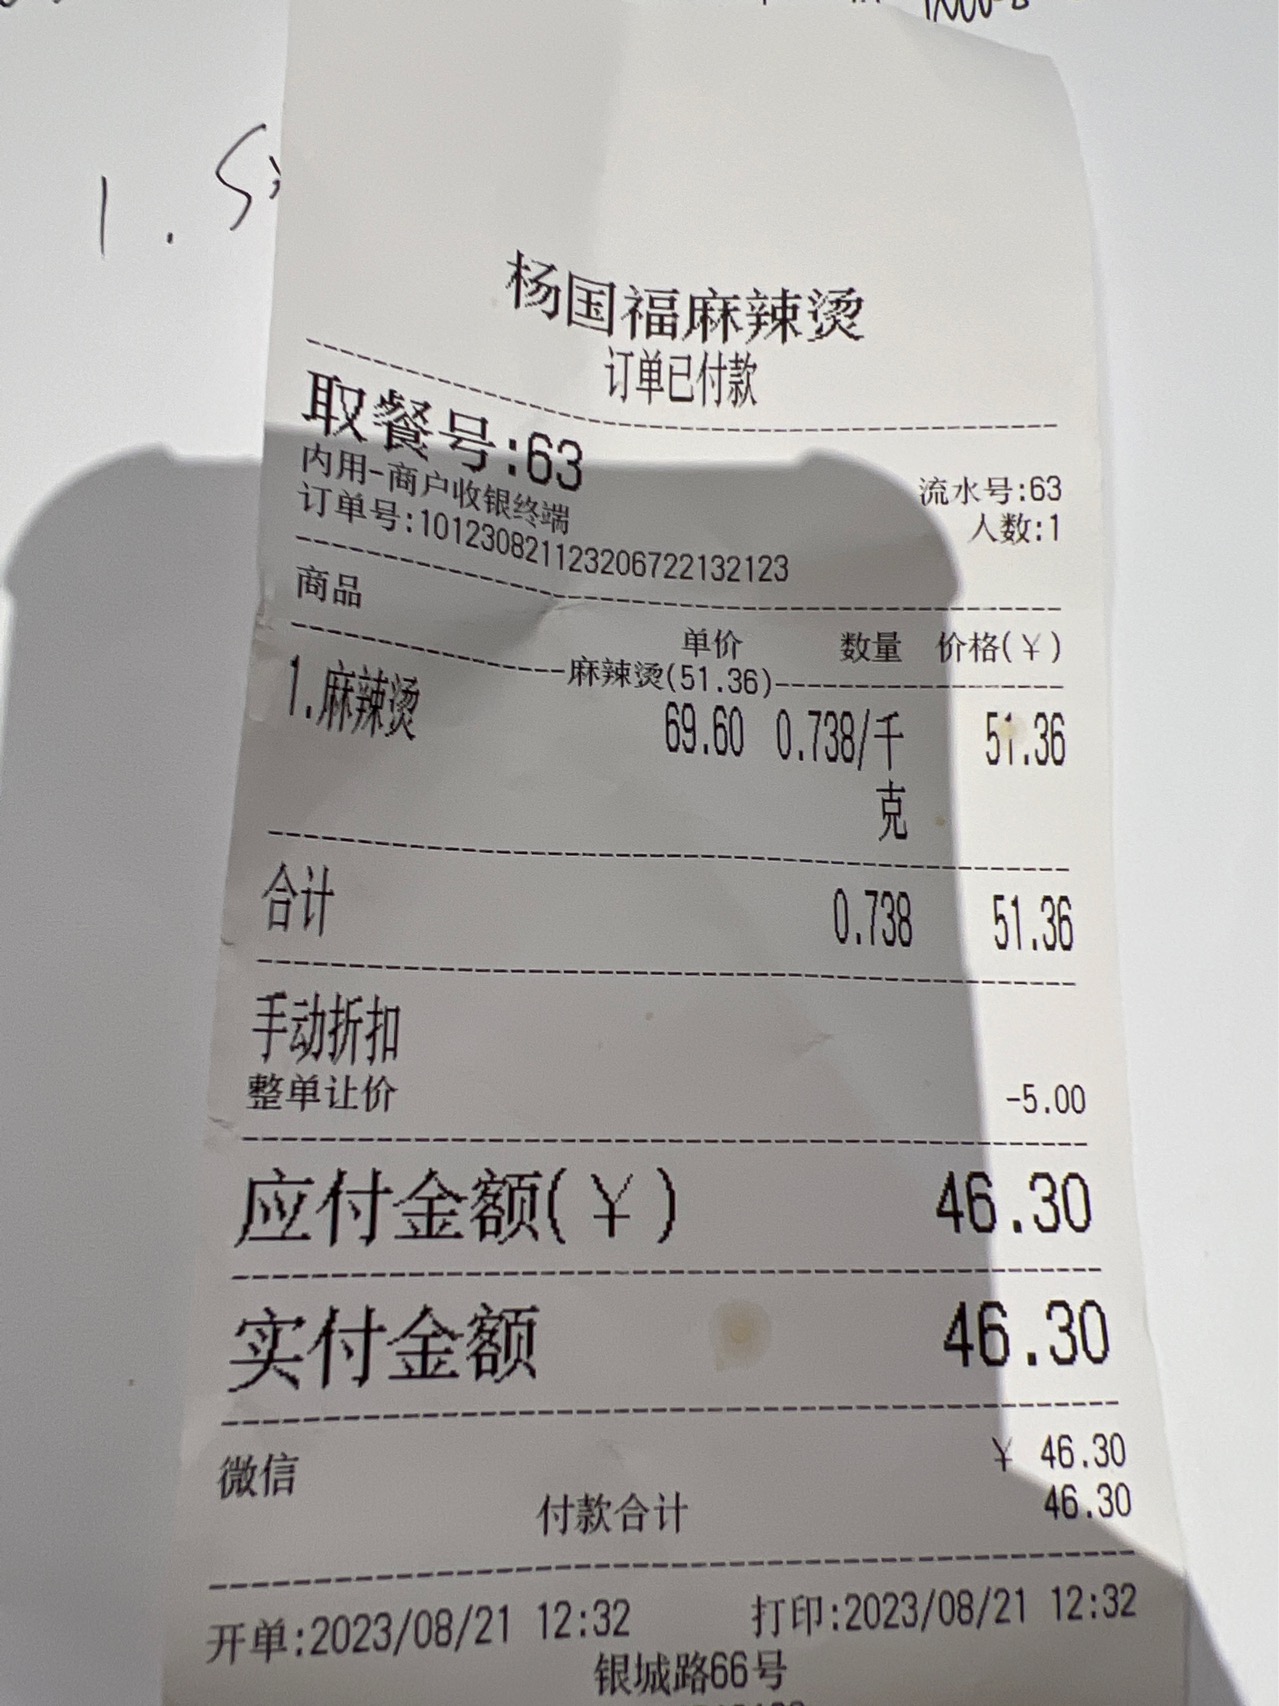 1.
杨国福麻辣烫
订单已付款
取餐号:63
流水号:63
内用-商户收银终端
人数:1
订单号:101230821123206722132123
商品 单价 数量 价格(¥)
麻辣烫(51.36)
1.麻辣烫 69.60 0.738/千克 51.36
合计 0.738 51.36
手动折扣
整单让价 -5.00
应付金额(¥) 46.30
实付金额 46.30
微信 ¥ 46.30
付款合计 46.30
开单:2023/08/21 12:32 打印:2023/08/21 12:32
银城路66号